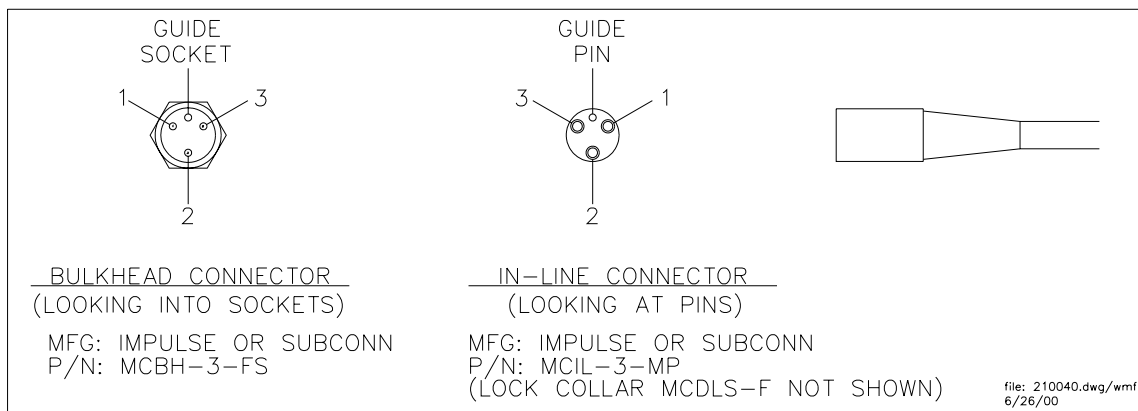 GUIDE
SOCKET
1
3
2
BULKHEAD CONNECTOR
(LOOKING INTO SOCKETS)
MFG: IMPULSE OR SUBCONN
P/N: MCBH-3-FS
GUIDE
PIN
3
1
2
IN-LINE CONNECTOR
(LOOKING AT PINS)
MFG: IMPULSE OR SUBCONN
P/N: MCIL-3-MP
(LOCK COLLAR MCDLS-F NOT SHOWN)
file: 210040.dwg/wmf
6/26/00